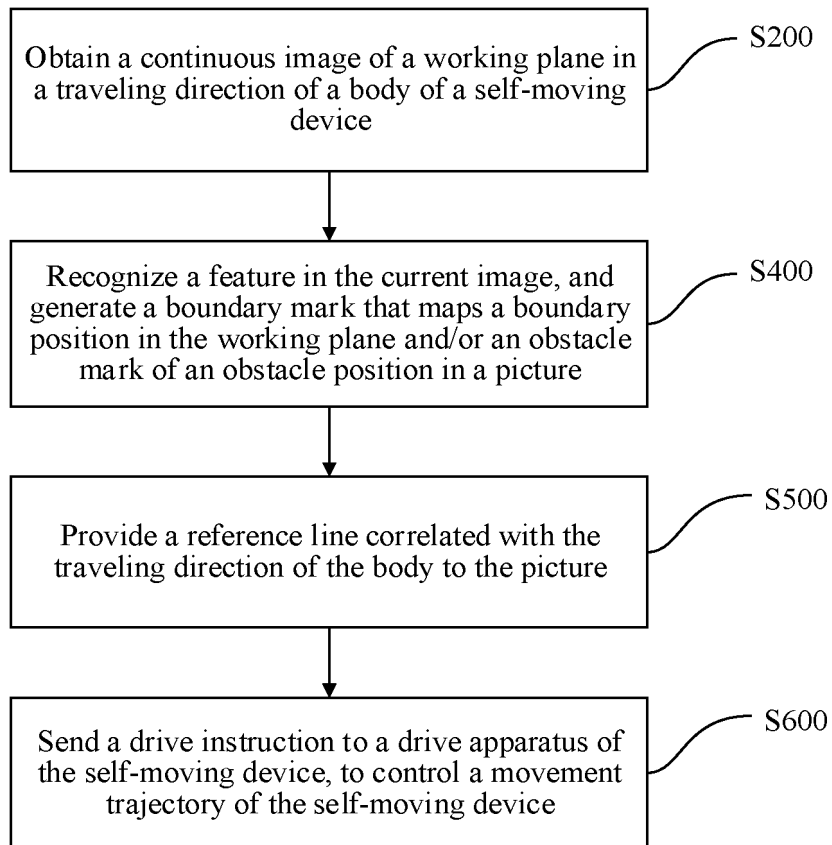 Obtain a continuous image of a working plane in
a traveling direction of a body of a self-moving
device
S200
Recognize a feature in the current image, and
generate a boundary mark that maps a boundary
position in the working plane and/or an obstacle
mark of an obstacle position in a picture
S400
Provide a reference line correlated with the
traveling direction of the body to the picture
S500
Send a drive instruction to a drive apparatus of
the self-moving device, to control a movement
trajectory of the self-moving device
S600